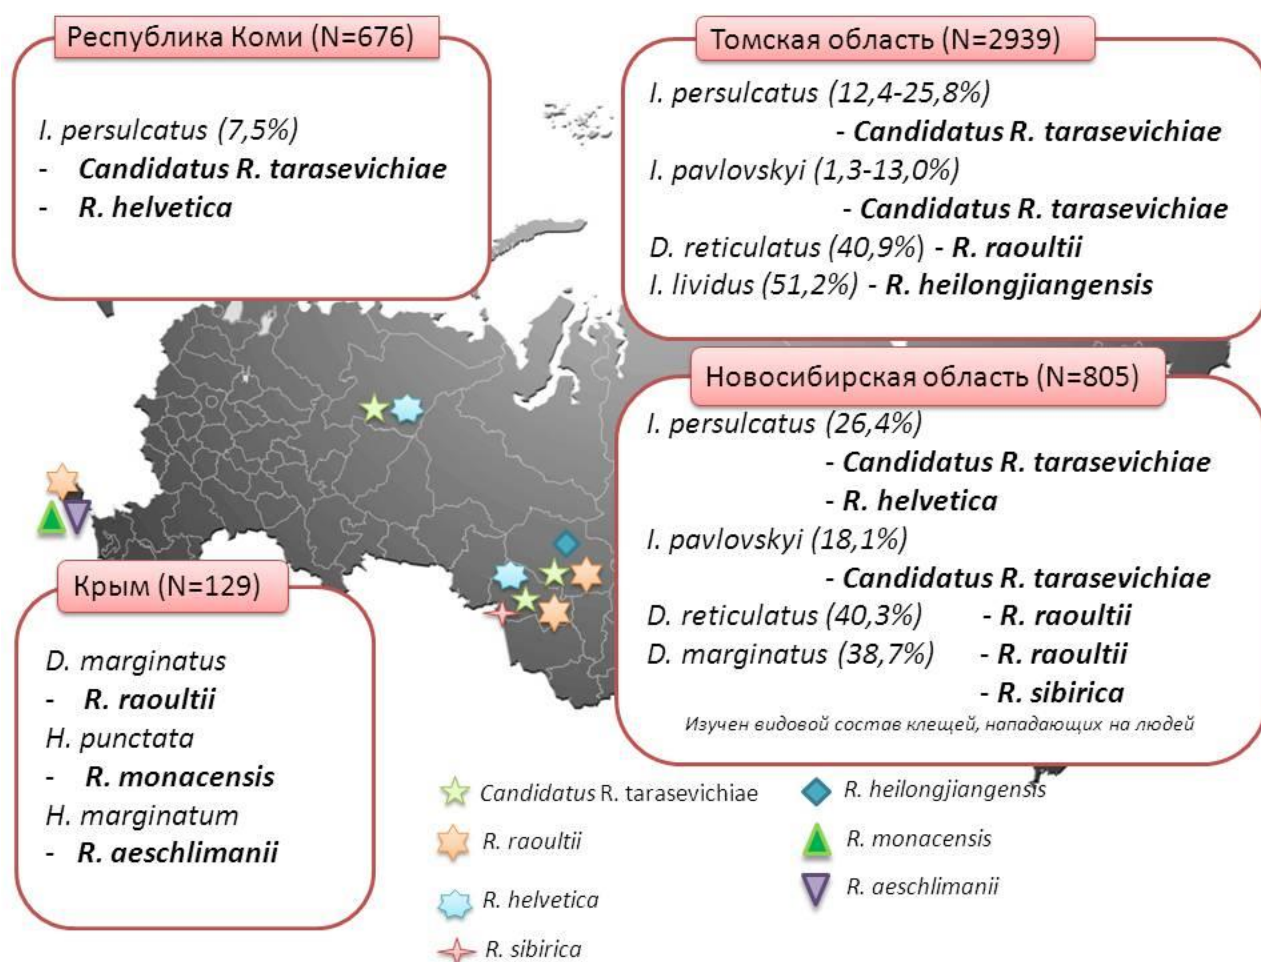 Республика Коми (N=676)
I. persulcatus (7,5%)
- Candidatus R. tarasevichiae
- R. helvetica
Томская область (N=2939)
I. persulcatus (12,4-25,8%)
- Candidatus R. tarasevichiae
I. pavlovskyi (1,3-13,0%)
- Candidatus R. tarasevichiae
D. reticulatus (40,9%) - R. raoultii
I. lividus (51,2%) - R. heilongjiangensis
Новосибирская область (N=805)
I. persulcatus (26,4%)
- Candidatus R. tarasevichiae
- R. helvetica
I. pavlovskyi (18,1%)
- Candidatus R. tarasevichiae
D. reticulatus (40,3%) - R. raoultii
D. marginatus (38,7%) - R. raoultii
- R. sibirica
Изучен видовой состав клещей, нападающих на людей
Крым (N=129)
D. marginatus
- R. raoultii
H. punctata
- R. monacensis
H. marginatum
- R. aeschlimanii
Candidatus R. tarasevichiae
R. raoultii
R. helvetica
R. sibirica
R. heilongjiangensis
R. monacensis
R. aeschlimanii